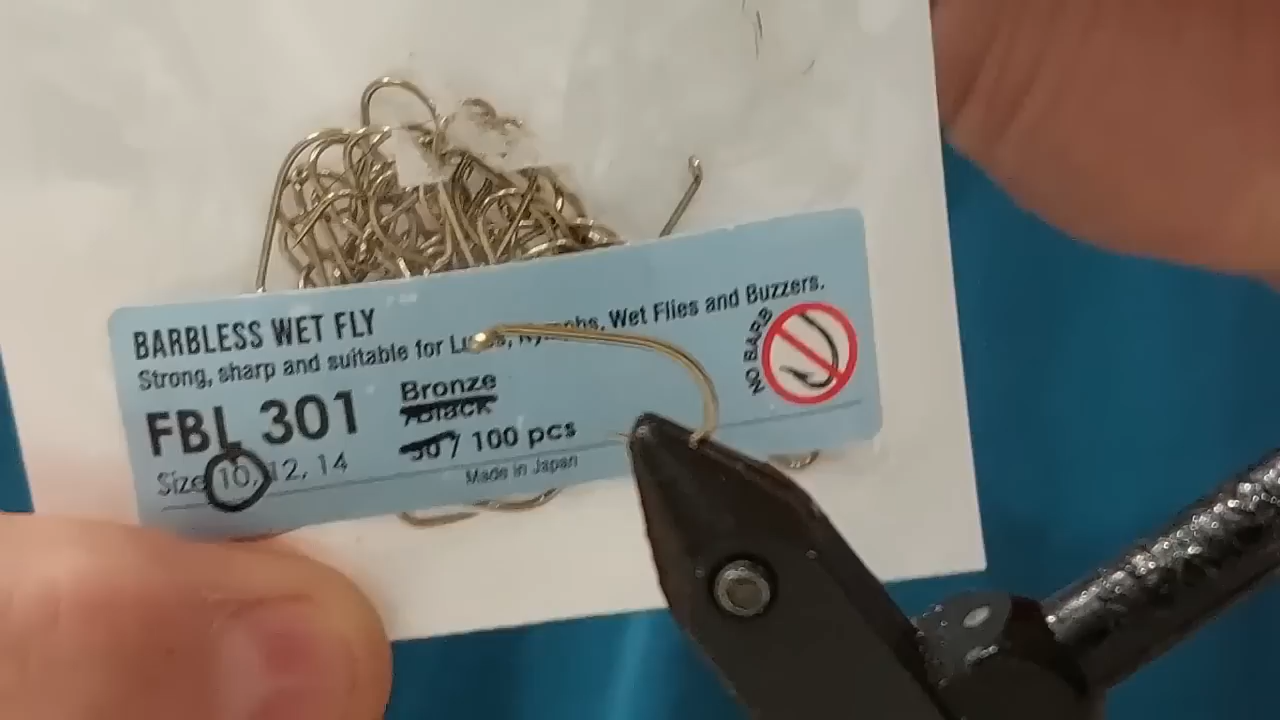 BARBLESS WET FLY
Strong, sharp and suitable for Wet Flies and Buzzers.
FBL 301
Bronze
/ Black
Size 10, 12, 14
50 / 100 pcs
Made in Japan
NO BARB